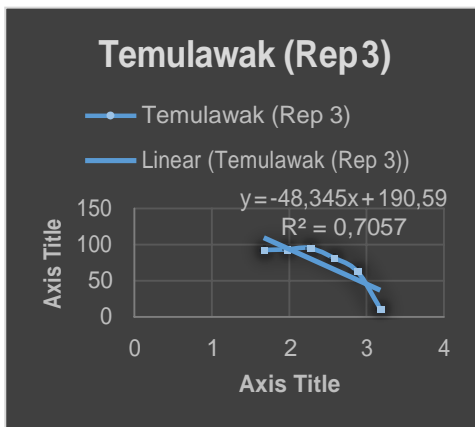 Temulawak (Rep 3)
Temulawak (Rep 3)
Linear (Temulawak (Rep 3))
y = -48,345x + 190,59
R² = 0,7057
150
100
50
0
Axis Title
0 1 2 3 4
Axis Title